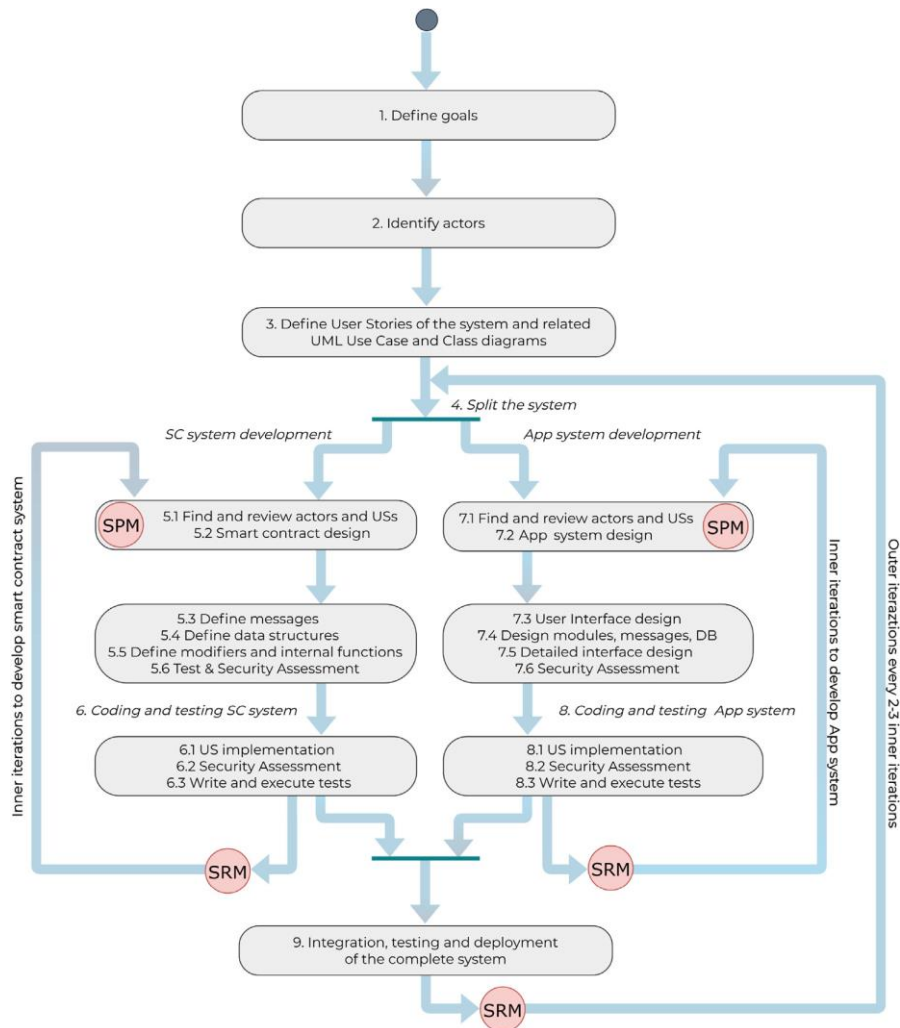 1. Define goals
2. Identify actors
3. Define User Stories of the system and related
UML Use Case and Class diagrams
4. Split the system
SC system development
App system development
SPM
5.1 Find and review actors and USs
5.2 Smart contract design
7.1 Find and review actors and USs
7.2 App system design
SPM
5.3 Define messages
5.4 Define data structures
5.5 Define modifiers and internal functions
5.6 Test & Security Assessment
7.3 User Interface design
7.4 Design modules, messages, DB
7.5 Detailed interface design
7.6 Security Assessment
6. Coding and testing SC system
8. Coding and testing App system
6.1 US implementation
6.2 Security Assessment
6.3 Write and execute tests
8.1 US implementation
8.2 Security Assessment
8.3 Write and execute tests
Inner iterations to develop smart contract system
Inner iterations to develop App system
Outer iteraztions every 2-3 inner iterations
SRM
SRM
9. Integration, testing and deployment
of the complete system
SRM